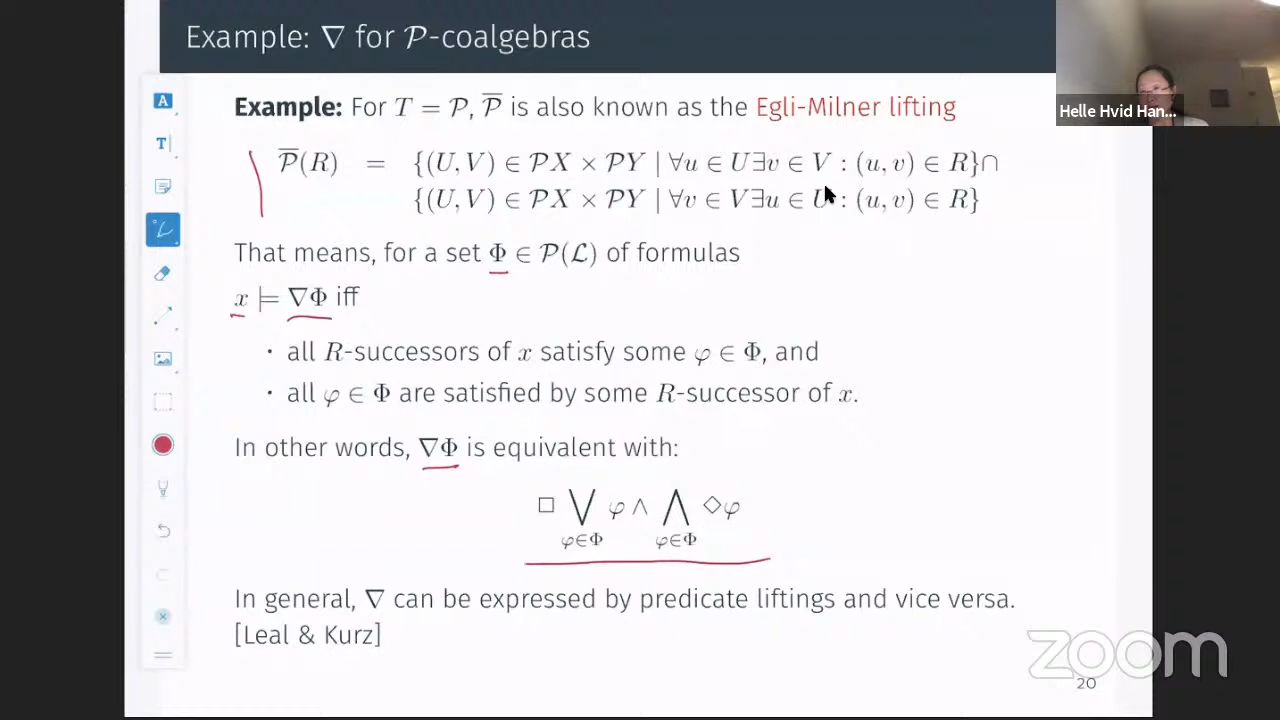 Example: ∇ for 𝒫-coalgebras
Helle Hvid Han...
Example: For T = 𝒫, 𝒫̅ is also known as the Egli-Milner lifting
𝒫̅(R) = {(U, V) ∈ 𝒫X × 𝒫Y | ∀u ∈ U∃v ∈ V : (u, v) ∈ R}∩
{(U, V) ∈ 𝒫X × 𝒫Y | ∀v ∈ V∃u ∈ U : (u, v) ∈ R}
That means, for a set Φ ∈ 𝒫(ℒ) of formulas
x ⊨ ∇Φ iff
· all R-successors of x satisfy some φ ∈ Φ, and
· all φ ∈ Φ are satisfied by some R-successor of x.
In other words, ∇Φ is equivalent with:
□ ⋁ φ ∧ ⋀ ◇φ
φ∈Φ φ∈Φ
In general, ∇ can be expressed by predicate liftings and vice versa.
[Leal & Kurz]
zoom
20
A
T